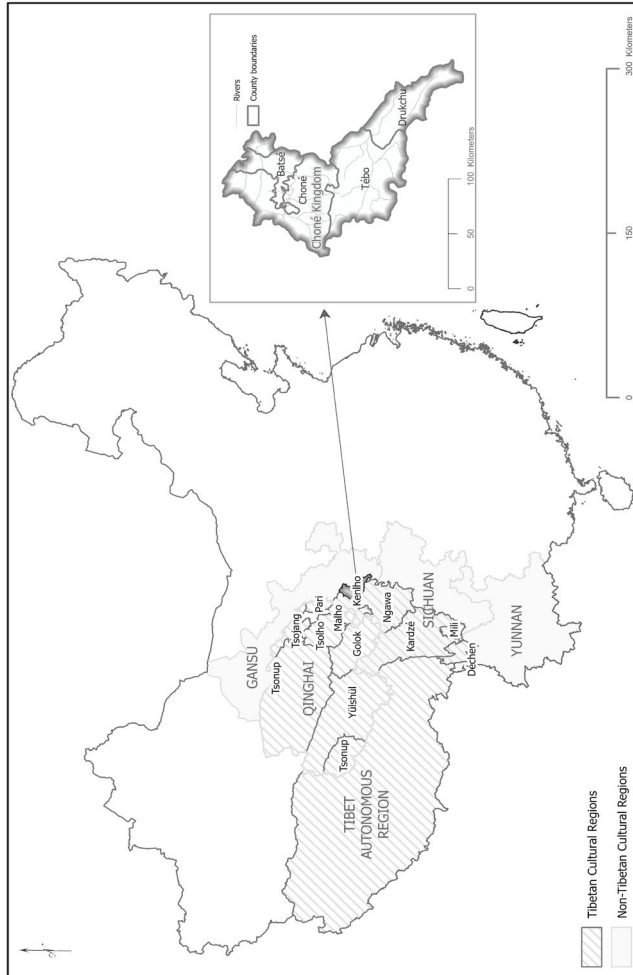 Rivers
County boundaries
Batsé
Choné
Choné Kingdom
Tébo
Drukchu
0 50 100 Kilometers
GANSU
Tsonup
QINGHAI
Tsojang
Tsolho
Pari
Malho
Kenlho
Golok
Yülshül
Tsonup
Ngawa
Kardzé
SICHUAN
TIBET
AUTONOMOUS
REGION
Mili
Dechen
YUNNAN
Tibetan Cultural Regions
Non-Tibetan Cultural Regions
0 150 300 Kilometers